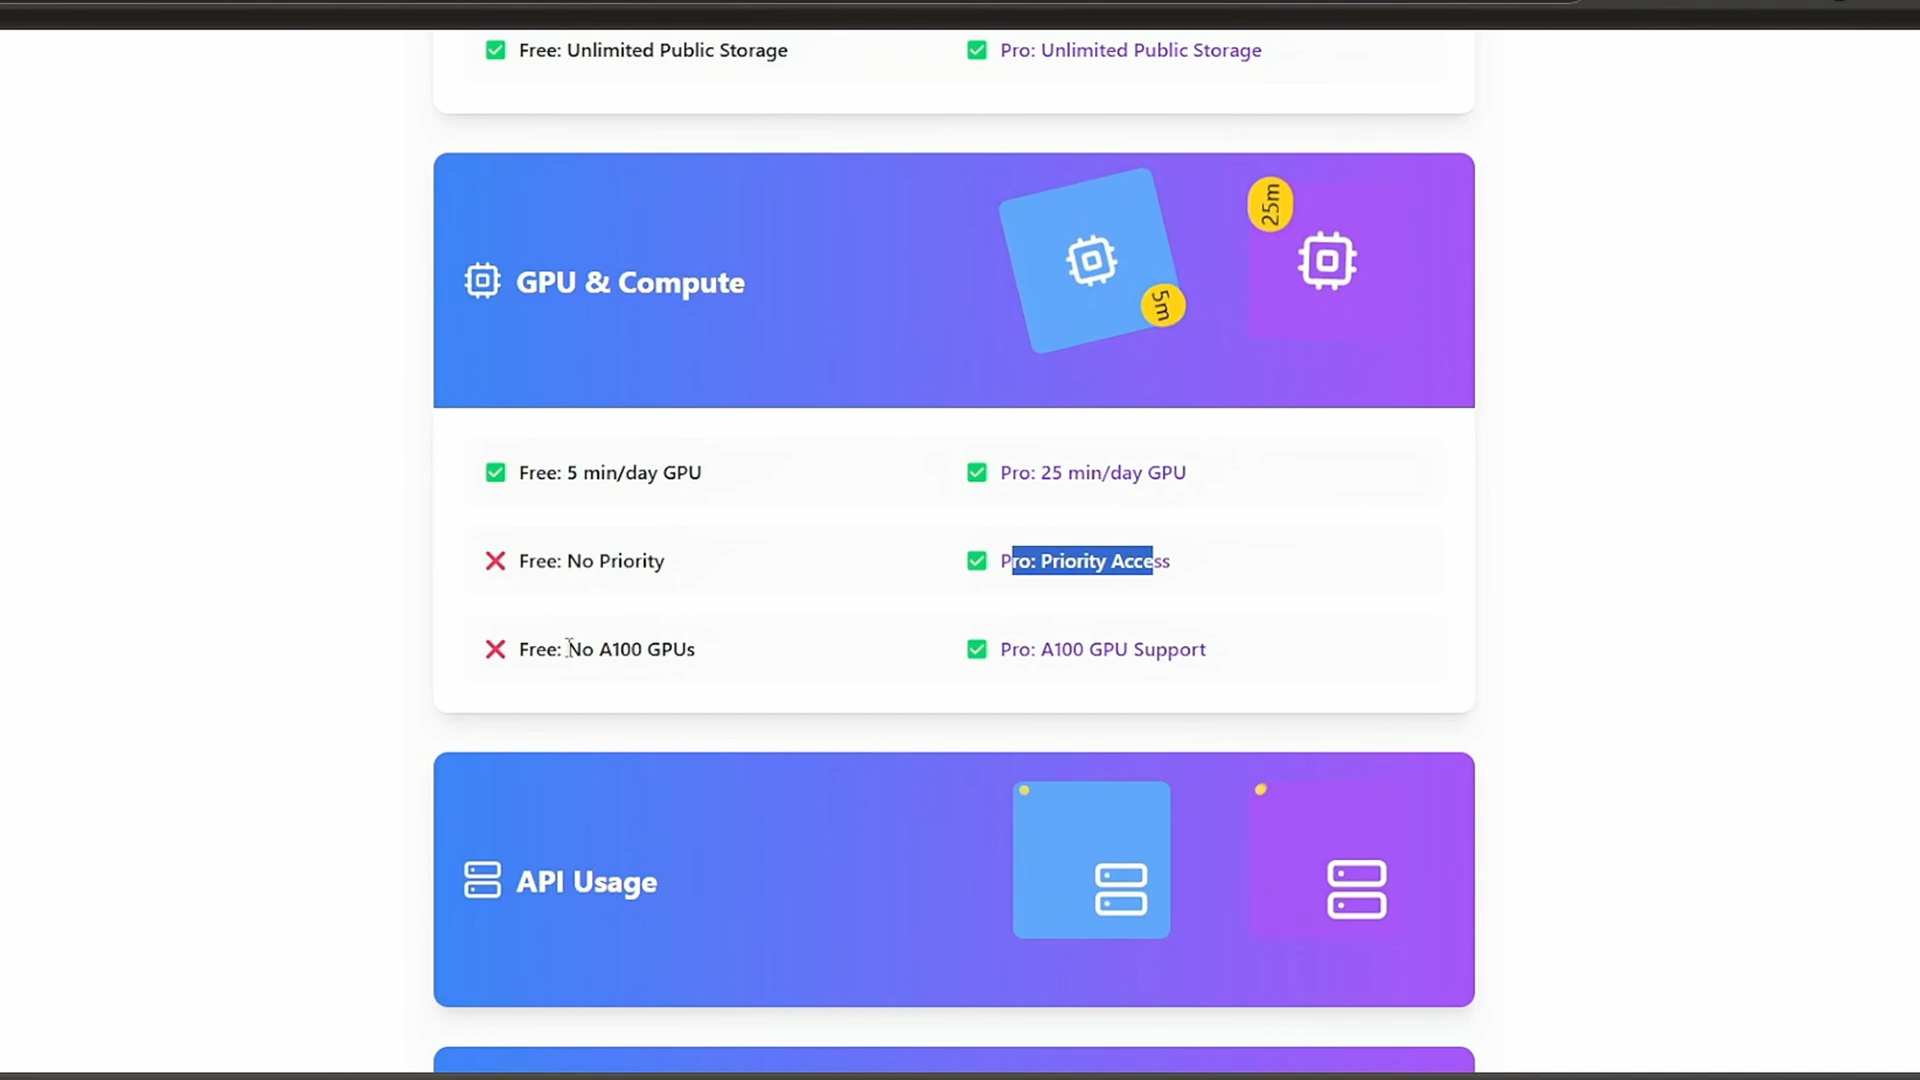 Free: Unlimited Public Storage
Pro: Unlimited Public Storage
25m
5m
GPU & Compute
Free: 5 min/day GPU
Pro: 25 min/day GPU
Free: No Priority
Pro: Priority Access
Free: No A100 GPUs
Pro: A100 GPU Support
API Usage